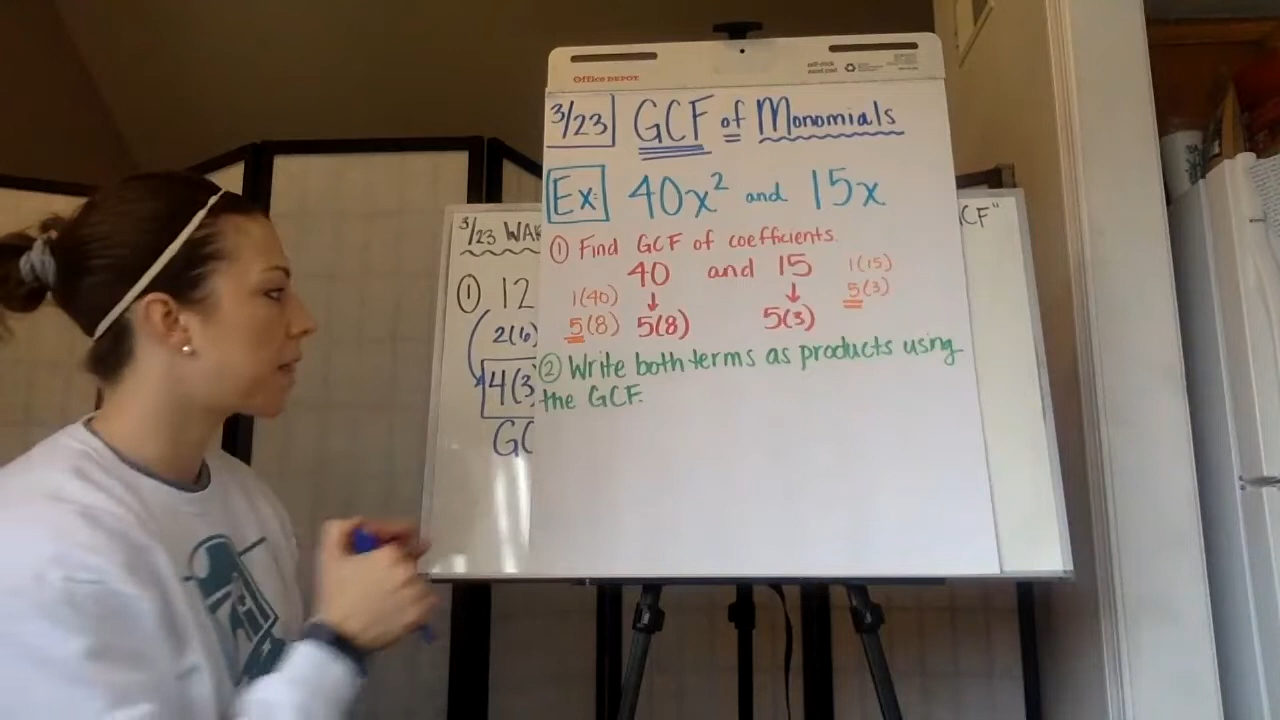 Office DEPOT
3/23 GCF of Monomials
Ex: 40x² and 15x
① Find GCF of coefficients.
40 and 15
1(40)
5(8) 5(8)
5(3)
1(15)
5(3)
② Write both terms as products using
the GCF.
3/23 WAR
① 12
2(6)
4(3
GC
CF"